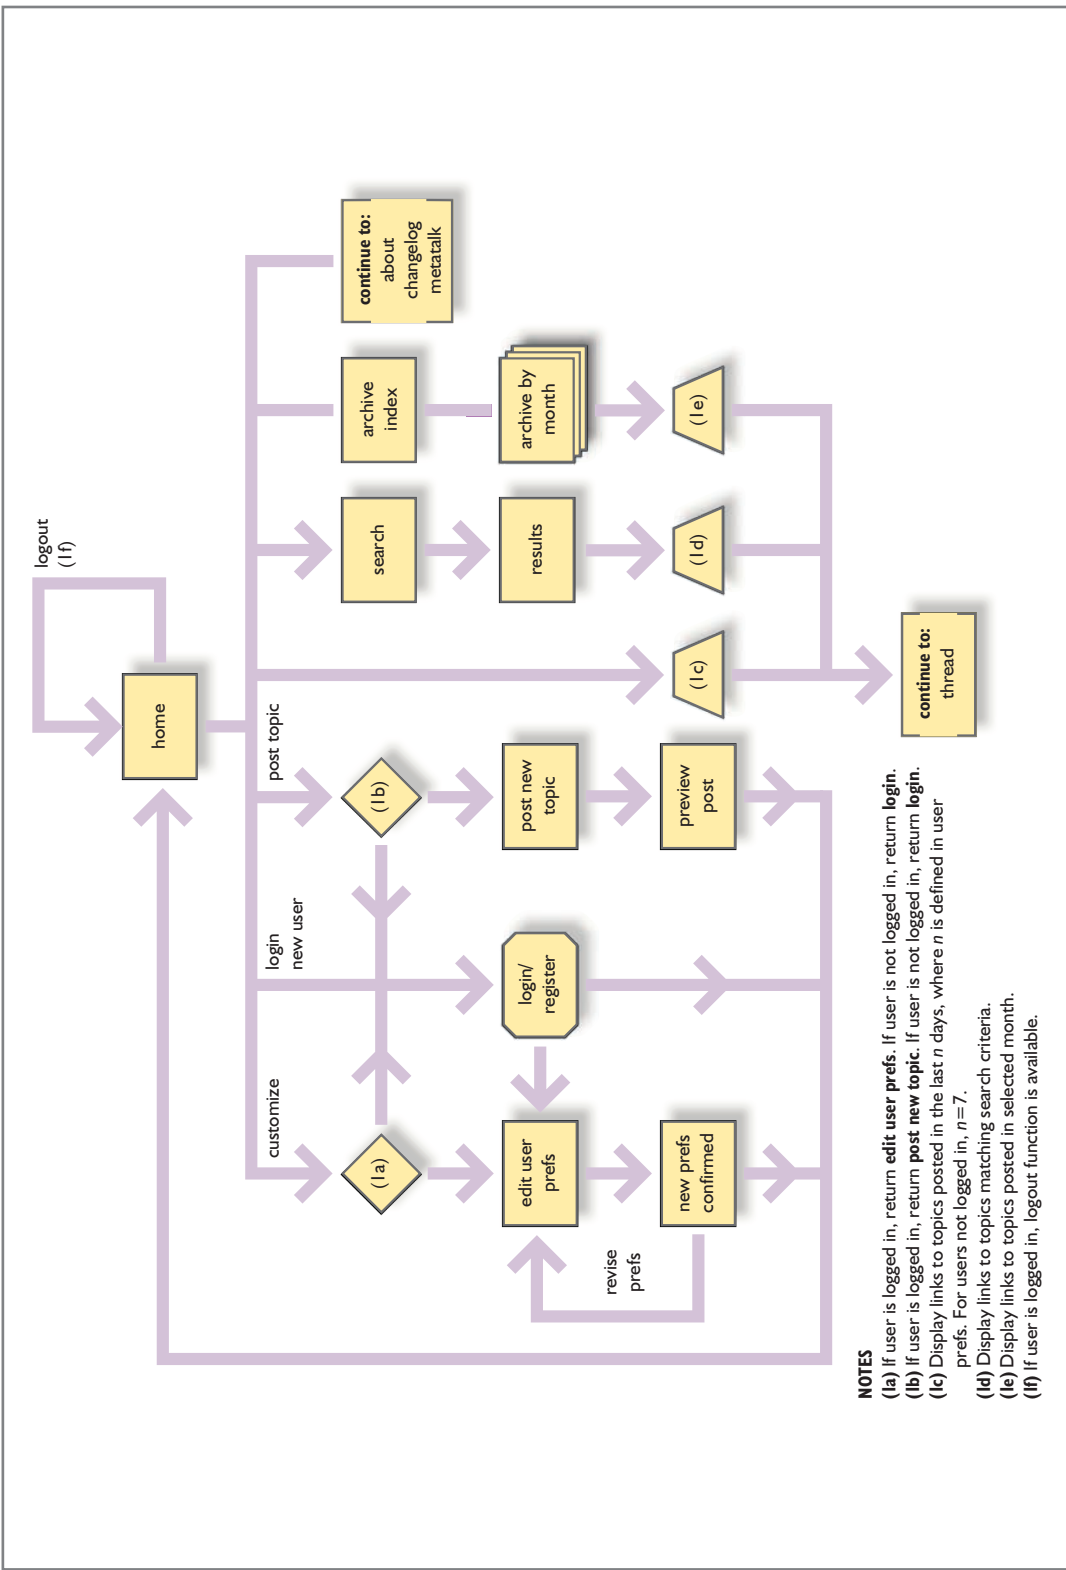 logout
(1f)
home
customize
login
new user
post topic
(1a)
(1b)
search
archive
index
continue to:
about
changelog
metatalk
edit user
prefs
login/
register
post new
topic
results
archive by
month
revise
prefs
new prefs
confirmed
preview
post
(1c)
(1d)
(1e)
continue to:
thread
NOTES
(1a) If user is logged in, return edit user prefs. If user is not logged in, return login.
(1b) If user is logged in, return post new topic. If user is not logged in, return login.
(1c) Display links to topics posted in the last n days, where n is defined in user
prefs. For users not logged in, n=7.
(1d) Display links to topics matching search criteria.
(1e) Display links to topics posted in selected month.
(1f) If user is logged in, logout function is available.